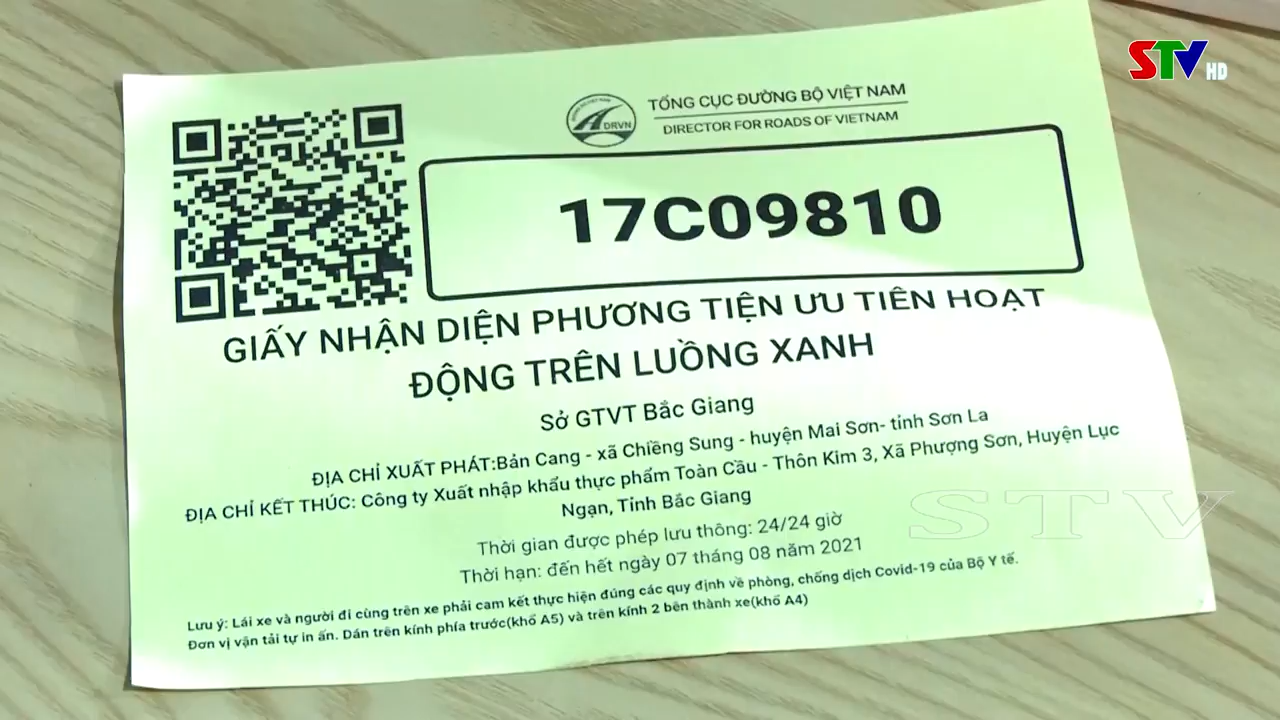 STV HD
TỔNG CỤC ĐƯỜNG BỘ VIỆT NAM
DRVN
DIRECTOR FOR ROADS OF VIETNAM
17C09810
GIẤY NHẬN DIỆN PHƯƠNG TIỆN ƯU TIÊN HOẠT
ĐỘNG TRÊN LUỒNG XANH
Sở GTVT Bắc Giang
ĐỊA CHỈ XUẤT PHÁT:Bản Cang - xã Chiềng Sung - huyện Mai Sơn- tỉnh Sơn La
ĐỊA CHỈ KẾT THÚC: Công ty Xuất nhập khẩu thực phẩm Toàn Cầu - Thôn Kim 3, Xã Phượng Sơn, Huyện Lục
Ngạn, Tỉnh Bắc Giang
STV
Thời gian được phép lưu thông: 24/24 giờ
Thời hạn: đến hết ngày 07 tháng 08 năm 2021
Lưu ý: Lái xe và người đi cùng trên xe phải cam kết thực hiện đúng các quy định về phòng, chống dịch Covid-19 của Bộ Y tế.
Đơn vị vận tải tự in ấn. Dán trên kính phía trước(khổ A5) và trên kính 2 bên thành xe(khổ A4)